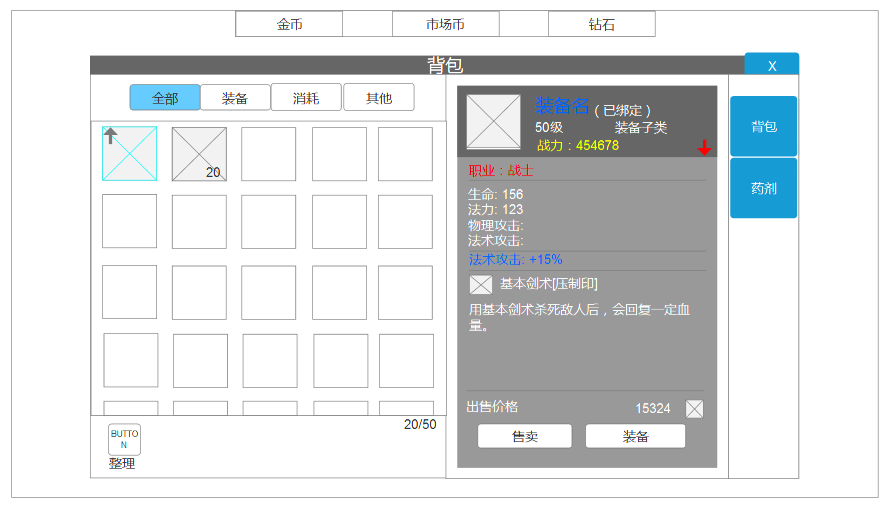 金币
市场币
钻石
背包
X
全部
装备
消耗
其他
20
20/50
BUTTO
N
整理
装备名 (已绑定)
50级
装备子类
战力：454678
职业：战士
生命: 156
法力: 123
物理攻击:
法术攻击:
法术攻击: +15%
基本剑术[压制印]
用基本剑术杀死敌人后，会回复一定血
量。
出售价格
15324
售卖
装备
背包
药剂